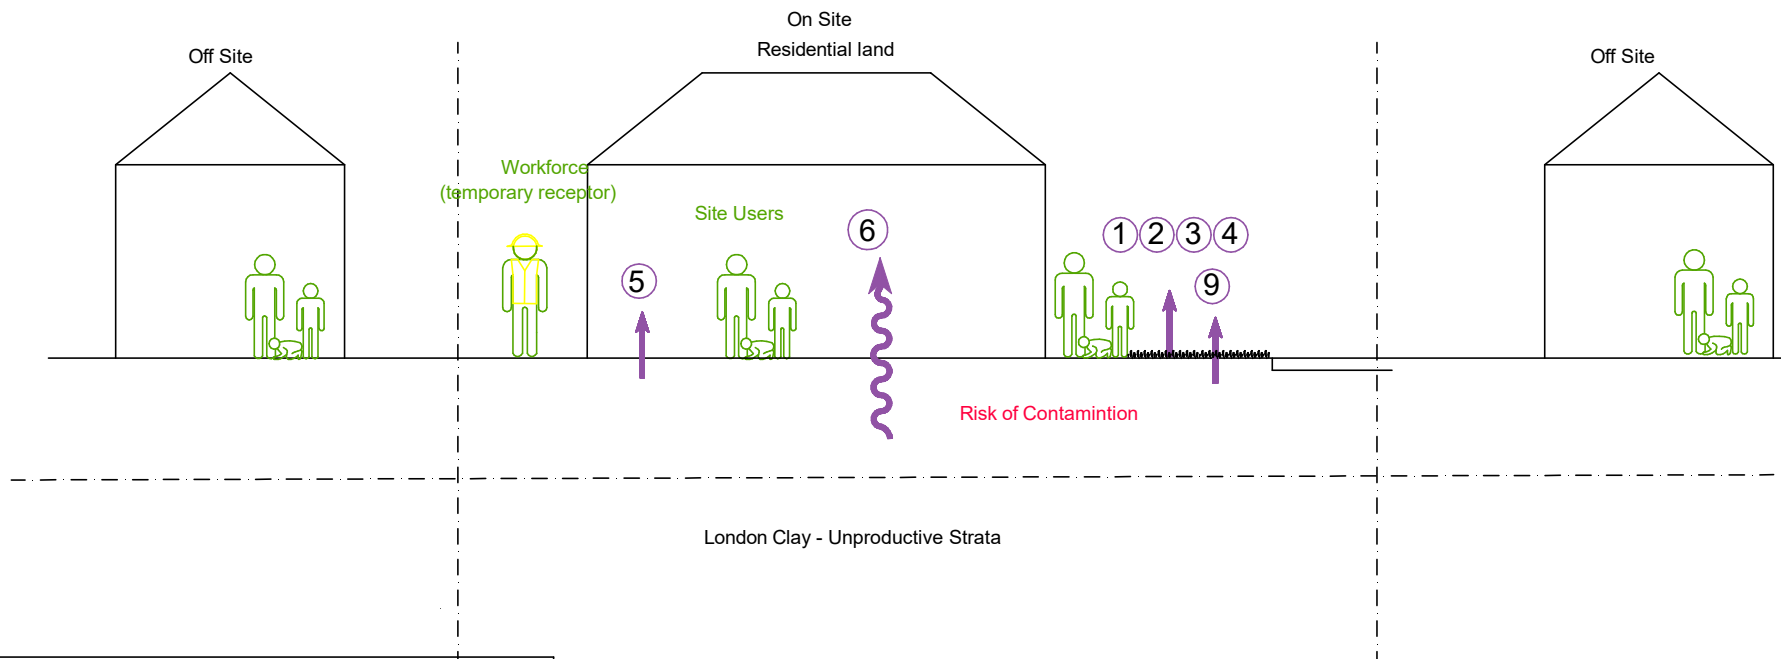 On Site
Residential land
Off Site
Off Site
Workforce
(temporary receptor)
Site Users
6
1 2 3 4
5
9
Risk of Contamintion
London Clay - Unproductive Strata